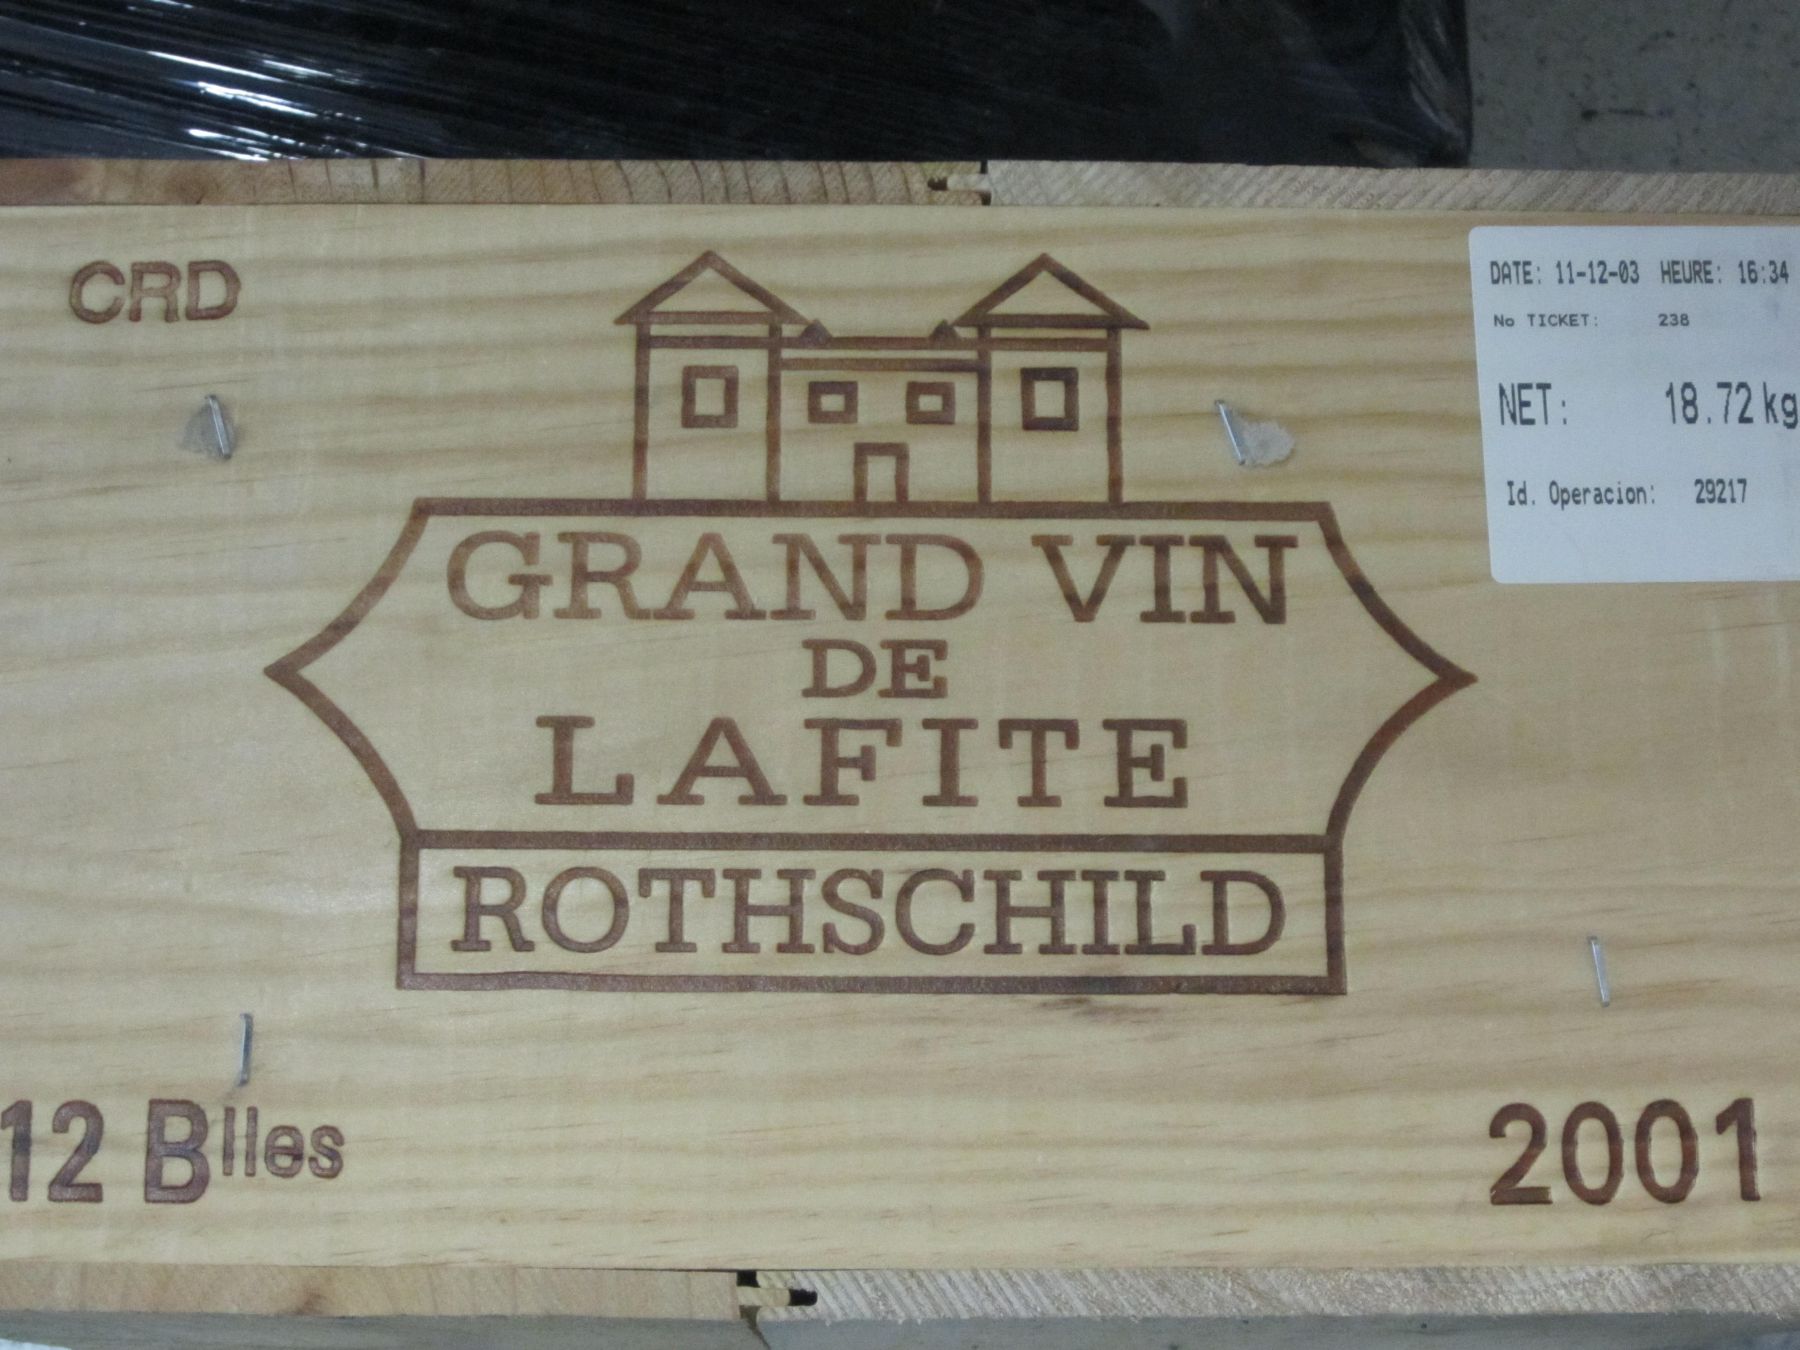 CRD
DATE: 11-12-03 HEURE: 16:34
No TICKET: 238
NET: 18.72 kg
Id. Operacion: 29217
GRAND VIN
DE
LAFITE
ROTHSCHILD
12 Blles
2001